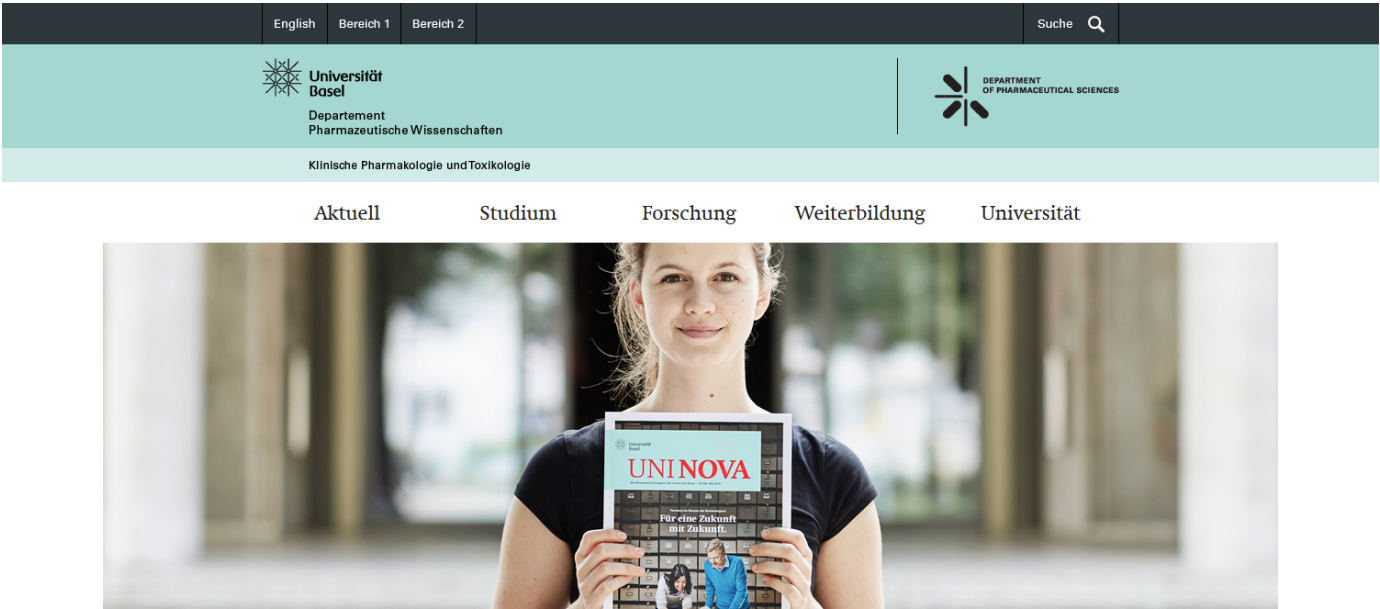 English
Bereich 1
Bereich 2
Suche
Universität
Basel
Departement
Pharmazeutische Wissenschaften
DEPARTMENT
OF PHARMACEUTICAL SCIENCES
Klinische Pharmakologie und Toxikologie
Aktuell
Studium
Forschung
Weiterbildung
Universität
Universität
Basel
UNI NOVA
Für eine Zukunft
mit Zukunft.